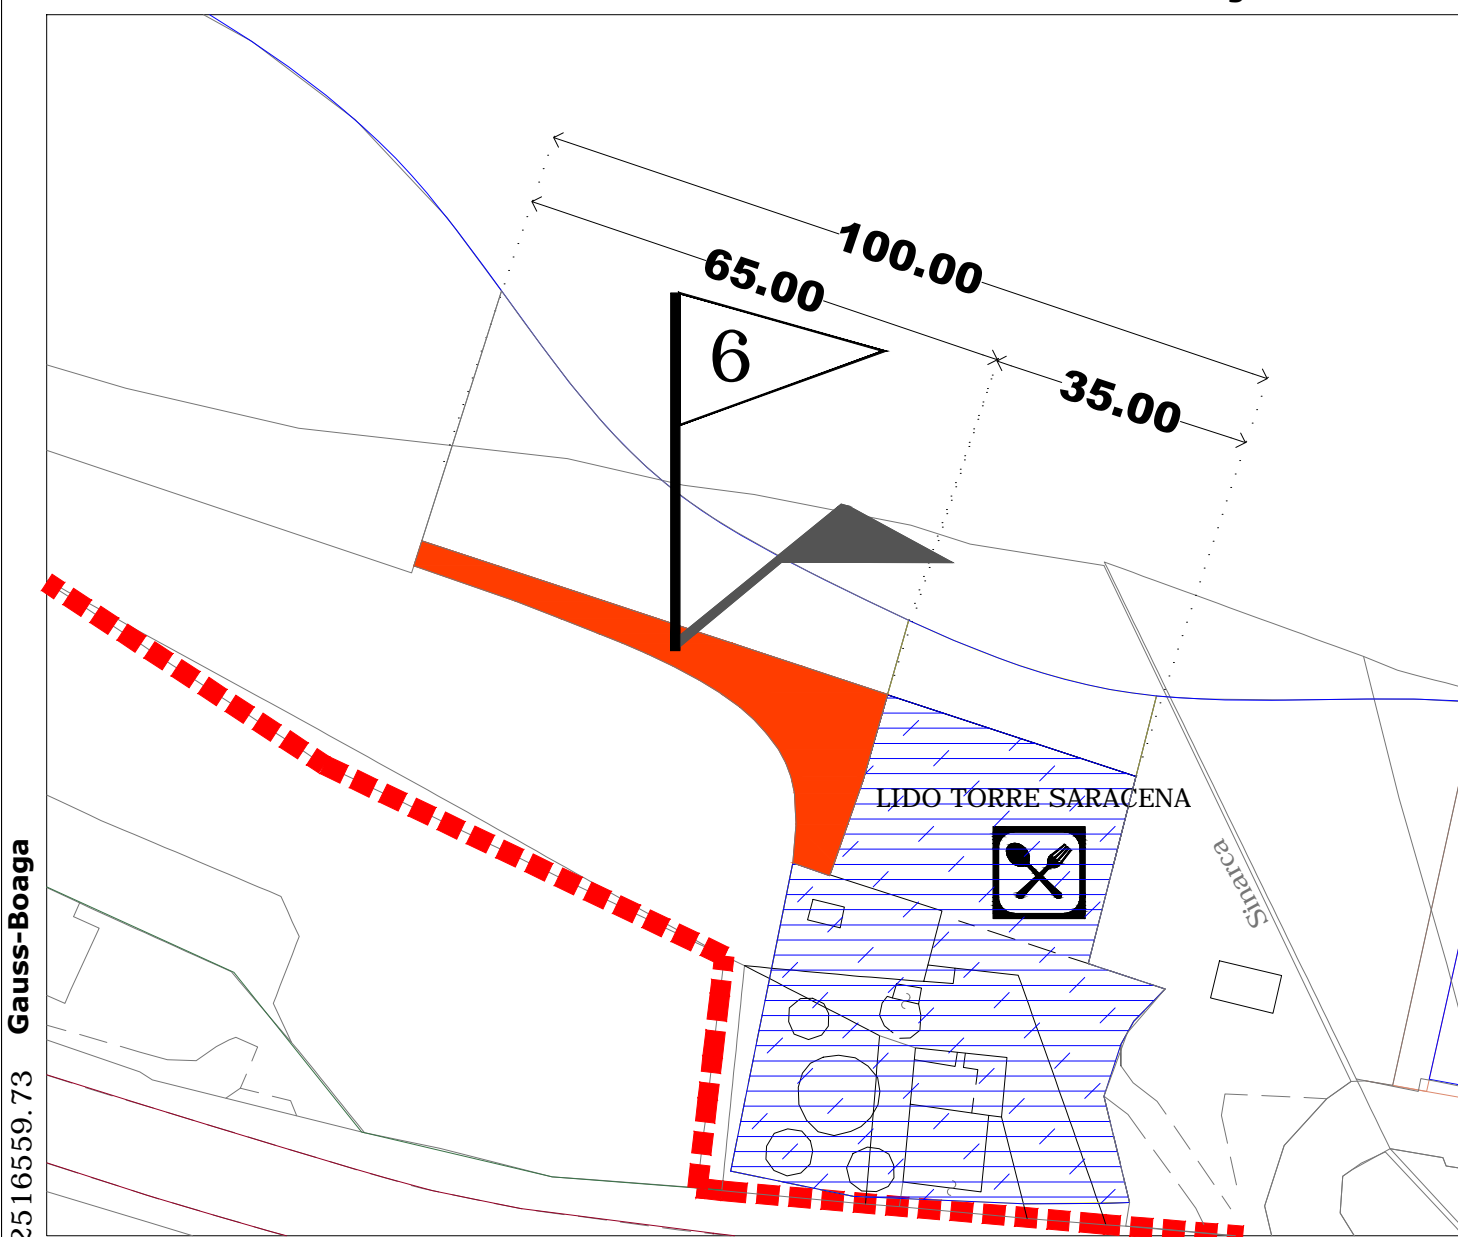 100.00
65.00
6
35.00
LIDO TORRE SARACENA
Sinarca
Gauss-Boaga
2516559.73